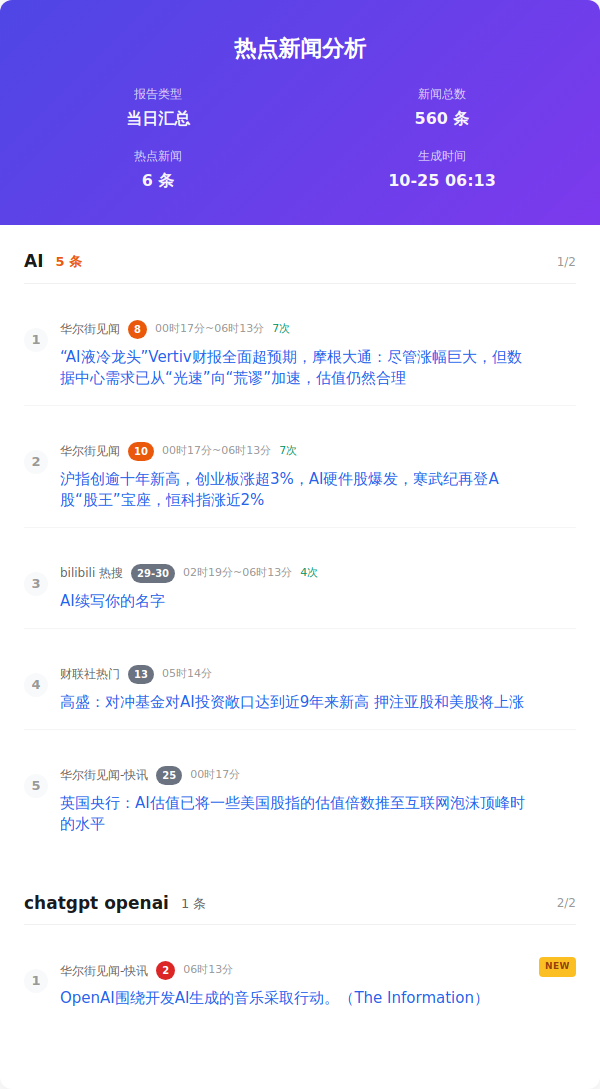 热点新闻分析
报告类型
新闻总数
当日汇总
560 条
热点新闻
生成时间
6 条
10-25 06:13
AI 5 条 1/2
1
华尔街见闻 8 00时17分~06时13分 7次
“AI液冷龙头”Vertiv财报全面超预期，摩根大通：尽管涨幅巨大，但数
据中心需求已从“光速”向“荒谬”加速，估值仍然合理
2
华尔街见闻 10 00时17分~06时13分 7次
沪指创逾十年新高，创业板涨超3%，AI硬件股爆发，寒武纪再登A
股“股王”宝座，恒科指涨近2%
3
bilibili 热搜 29-30 02时19分~06时13分 4次
AI续写你的名字
4
财联社热门 13 05时14分
高盛：对冲基金对AI投资敞口达到近9年来新高 押注亚股和美股将上涨
5
华尔街见闻-快讯 25 00时17分
英国央行：AI估值已将一些美国股指的估值倍数推至互联网泡沫顶峰时
的水平
chatgpt openai 1 条 2/2
1
华尔街见闻-快讯 2 06时13分 NEW
OpenAI围绕开发AI生成的音乐采取行动。（The Information）